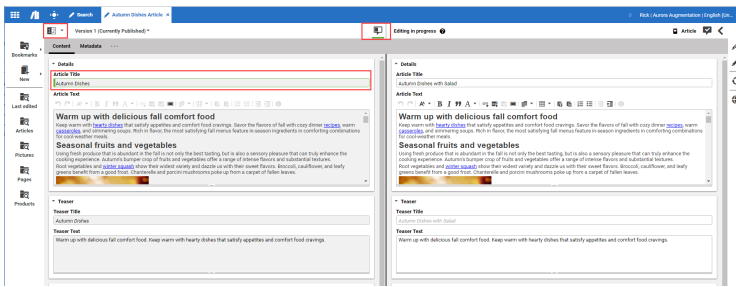 Search
Autumn Dishes Article ×
Rick | Aurora Augmentation | English (Un...
Version 1 (Currently Published)
Editing in progress
Article
Content Metadata ...
Bookmarks
New
Last edited
Articles
Pictures
Pages
Products
Details
Article Title
Autumn Dishes
Article Text
Warm up with delicious fall comfort food
Keep warm with hearty dishes that satisfy appetites and comfort food cravings. Savor the flavors of fall with cozy dinner recipes, warm
casseroles, and simmering soups. Rich in flavor, the most satisfying fall menus feature in-season ingredients in comforting combinations
for cool-weather meals.
Seasonal fruits and vegetables
Using fresh produce that is abundant in the fall is not only the best tasting, but is also a sensory pleasure that can truly enhance the
cooking experience. Autumn's bumper crop of fruits and vegetables offer a range of intense flavors and substantial textures.
Root vegetables and winter squash show their widest variety and dazzle us with their sweet flavors. Broccoli, cauliflower, and leafy
greens benefit from a good frost. Chanterelle and porcini mushrooms poke up from a carpet of fallen leaves.
Teaser
Teaser Title
Autumn Dishes
Teaser Text
Warm up with delicious fall comfort food. Keep warm with hearty dishes that satisfy appetites and comfort food cravings.
Details
Article Title
Autumn Dishes with Salad
Article Text
Warm up with delicious fall comfort food
Keep warm with hearty dishes that satisfy appetites and comfort food cravings. Savor the flavors of fall with cozy dinner recipes, warm
casseroles, and simmering soups. Rich in flavor, the most satisfying fall menus feature in-season ingredients in comforting combinations
for cool-weather meals.
Seasonal fruits and vegetables
Using fresh produce that is abundant in the fall is not only the best tasting, but is also a sensory pleasure that can truly enhance the
cooking experience. Autumn's bumper crop of fruits and vegetables offer a range of intense flavors and substantial textures.
Root vegetables and winter squash show their widest variety and dazzle us with their sweet flavors. Broccoli, cauliflower, and leafy
greens benefit from a good frost. Chanterelle and porcini mushrooms poke up from a carpet of fallen leaves.
Teaser
Teaser Title
Autumn Dishes with Salad
Teaser Text
Warm up with delicious fall comfort food. Keep warm with hearty dishes that satisfy appetites and comfort food cravings.